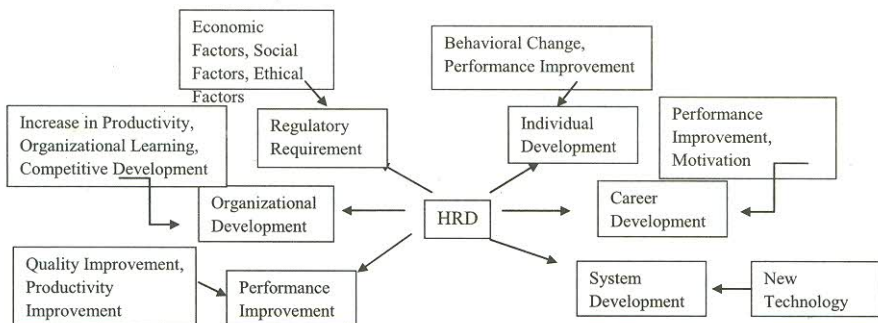 Economic
Factors, Social
Factors, Ethical
Factors
Behavioral Change,
Performance Improvement
Increase in Productivity,
Organizational Learning,
Competitive Development
Regulatory
Requirement
Individual
Development
Performance
Improvement,
Motivation
Organizational
Development
HRD
Career
Development
Quality Improvement,
Productivity
Improvement
Performance
Improvement
System
Development
New
Technology